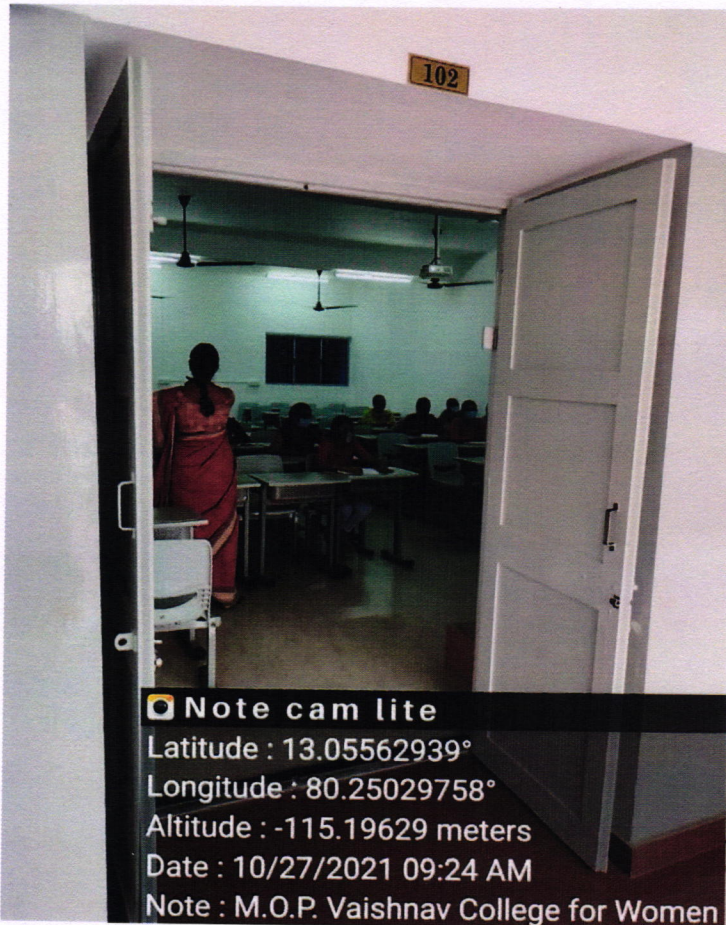 102
Note cam lite
Latitude : 13.05562939°
Longitude : 80.25029758°
Altitude : -115.19629 meters
Date : 10/27/2021 09:24 AM
Note : M.O.P. Vaishnav College for Women